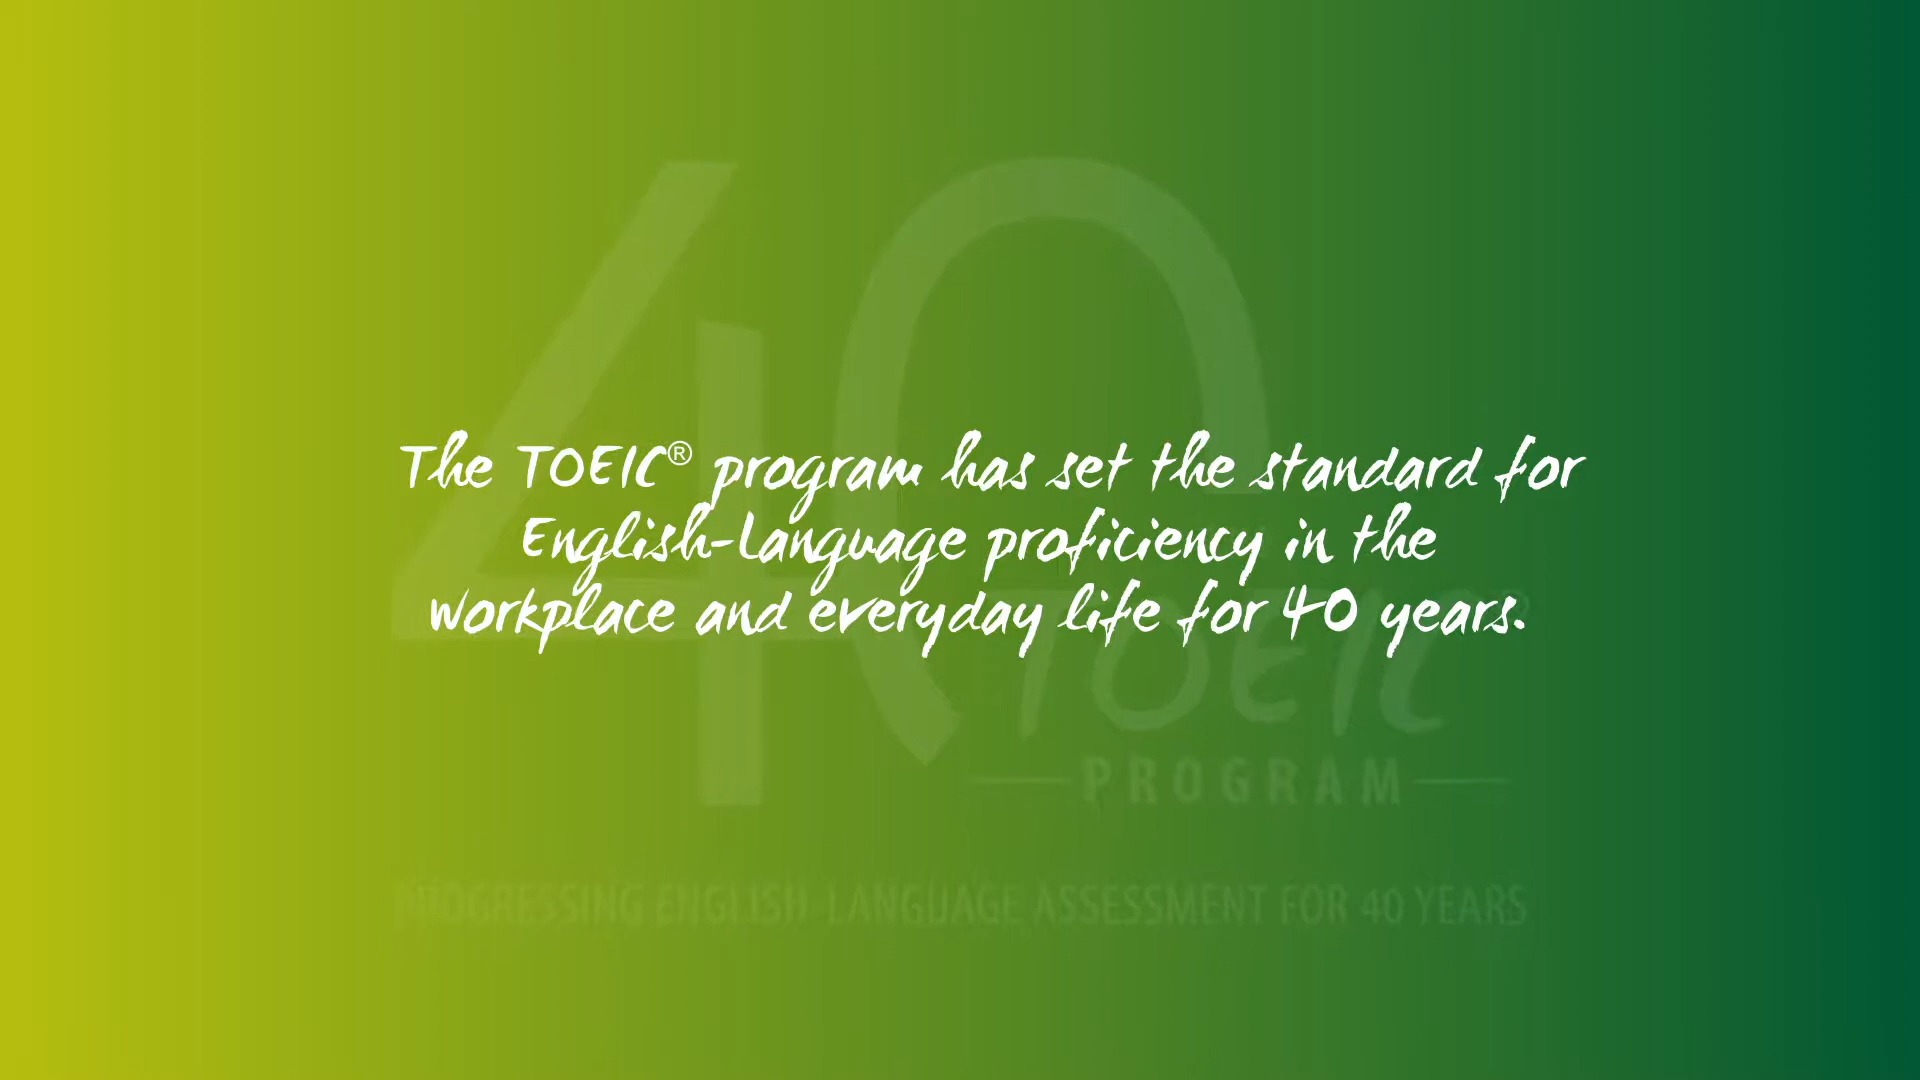 The TOEIC® program has set the standard for
English-Language proficiency in the
workplace and everyday life for 40 years.
40
TOEIC®
PROGRAM
PROGRESSING ENGLISH-LANGUAGE ASSESSMENT FOR 40 YEARS